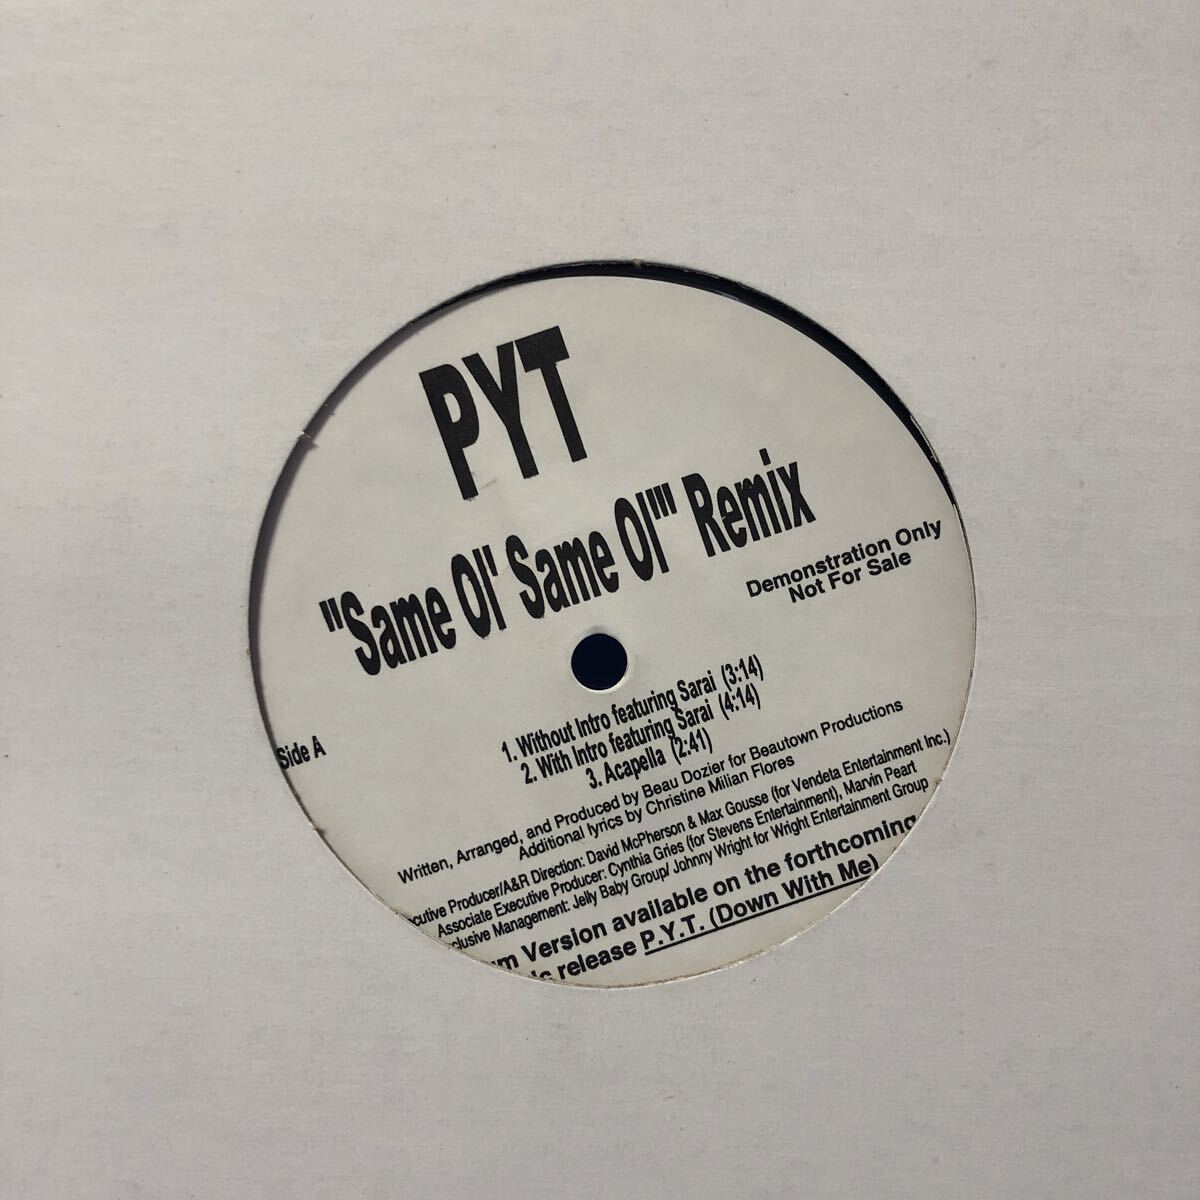 PYT
"Same Ol' Same Ol'" Remix
Demonstration Only
Not For Sale
Side A
1. Without Intro featuring Sarai (3:14)
2. With Intro featuring Sarai (4:14)
3. Acapella (2:41)
Written, Arranged, and Produced by Beau Dozier for Beautown Productions
Additional lyrics by Christine Milian Flores
Producer/A&R Direction: David McPherson & Max Gousse (for Vendeta Entertainment Inc.)
Associate Executive Producer: Cynthia Gries (for Stevens Entertainment), Marvin Peart
Management: Jelly Baby Group/ Johnny Wright for Wright Entertainment Group
Version available on the forthcoming
release P.Y.T. (Down With Me)